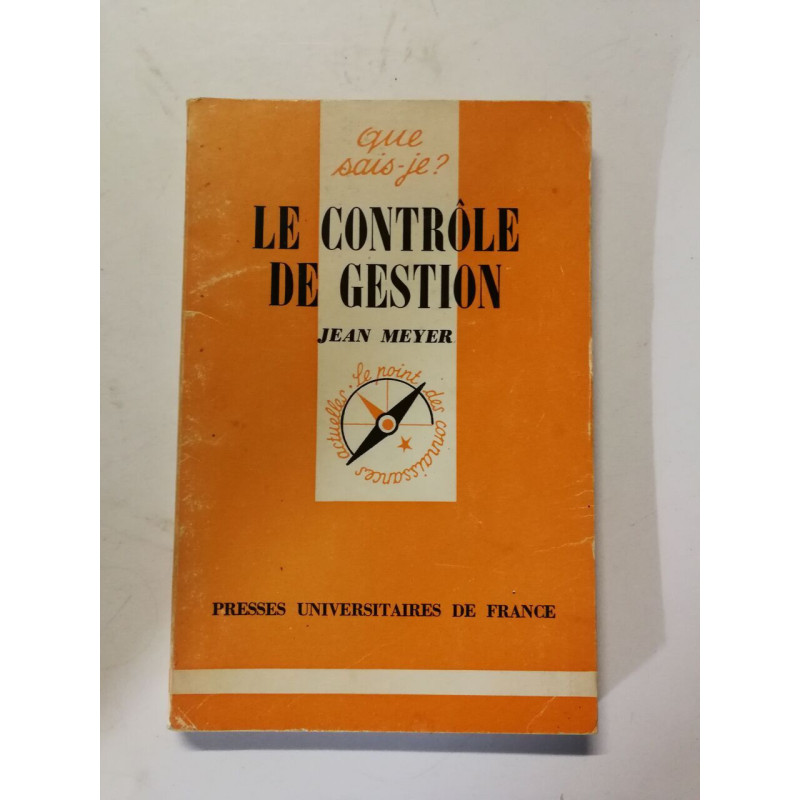 que
sais-je?
LE CONTRÔLE
DE GESTION
JEAN MEYER
Le point des connaissances actuelles.
PRESSES UNIVERSITAIRES DE FRANCE